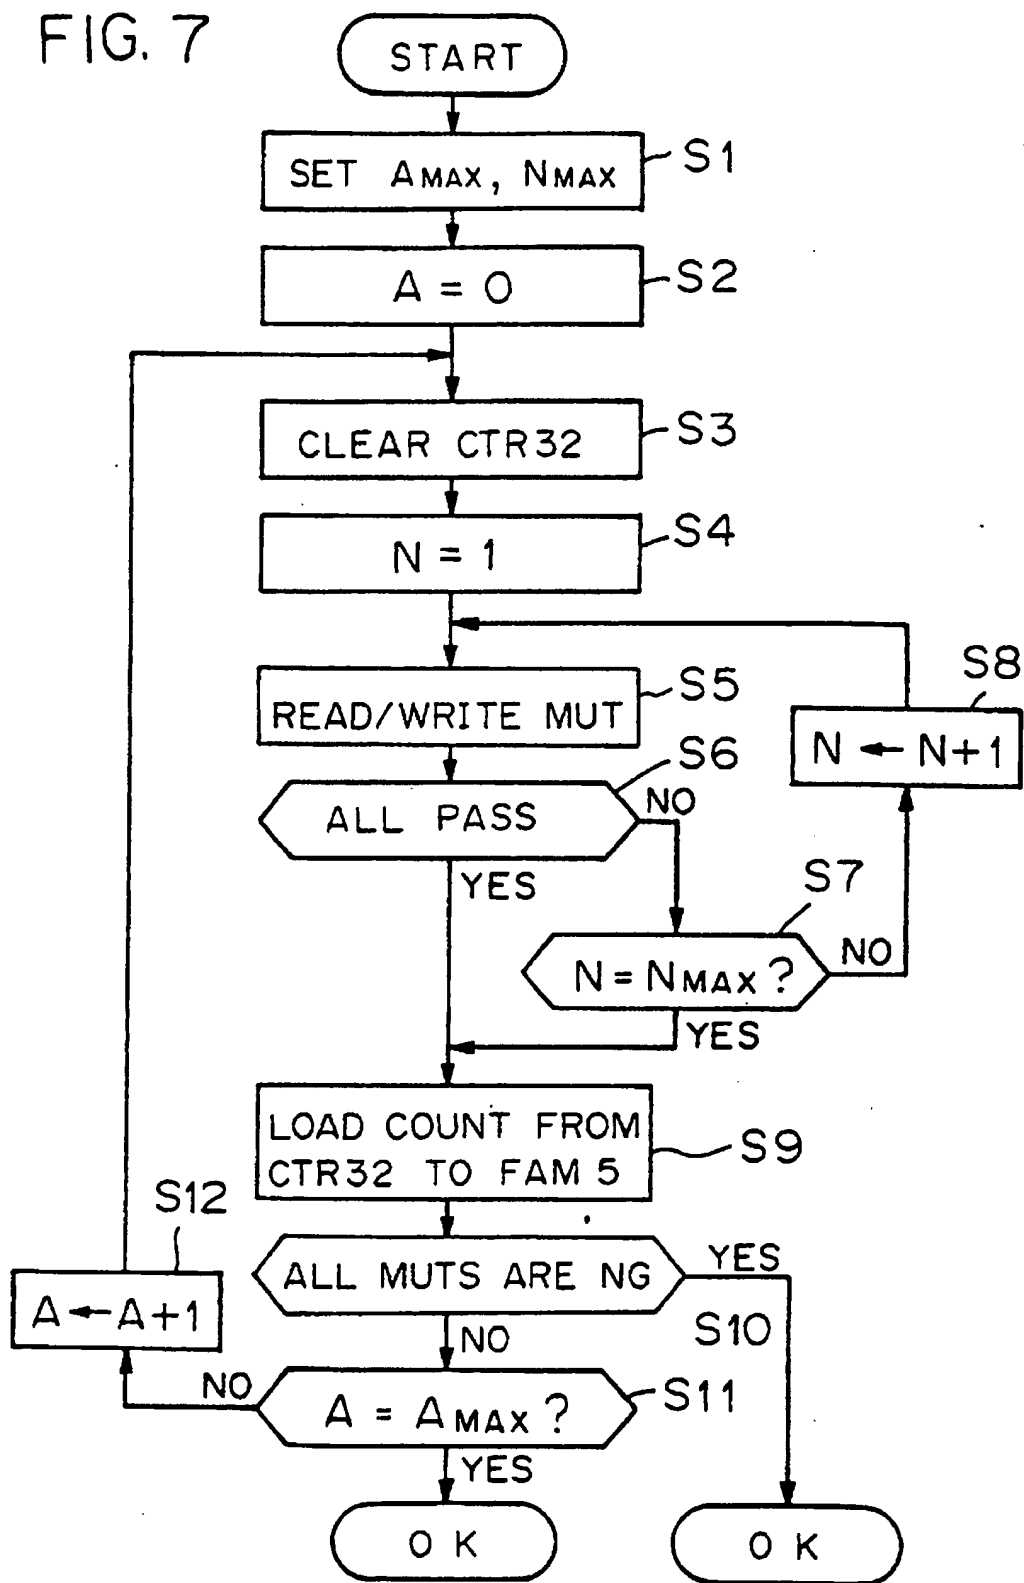 FIG. 7
START
SET AMAX, NMAX
S1
A = 0
S2
CLEAR CTR32
S3
N = 1
S4
READ/WRITE MUT
S5
S8
N ← N+1
ALL PASS
S6
NO
YES
S7
N = NMAX ?
NO
YES
LOAD COUNT FROM
CTR32 TO FAM 5
S9
S12
A ← A+1
ALL MUTS ARE NG
YES
S10
NO
NO
A = AMAX ?
S11
YES
OK
OK